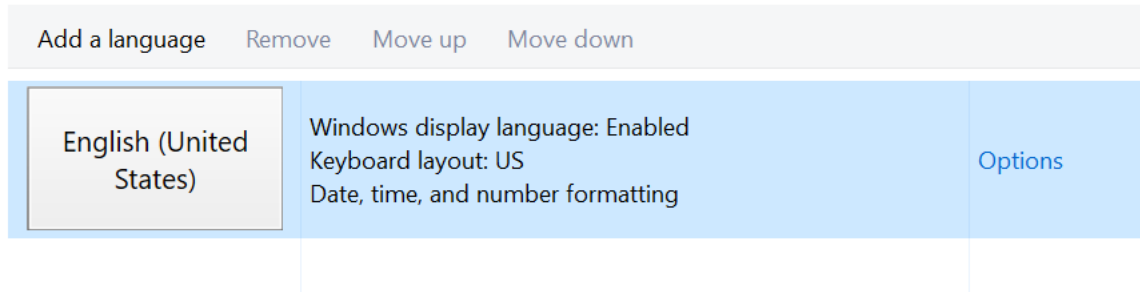 Add a language Remove Move up Move down
English (United
States)
Windows display language: Enabled
Keyboard layout: US
Date, time, and number formatting
Options